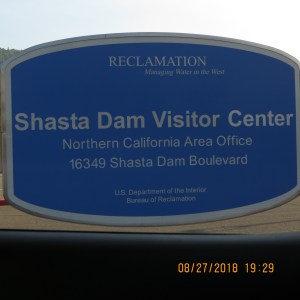 RECLAMATION
Managing Water in the West
Shasta Dam Visitor Center
Northern California Area Office
16349 Shasta Dam Boulevard
U.S. Department of the Interior
Bureau of Reclamation
08/27/2018 19:29